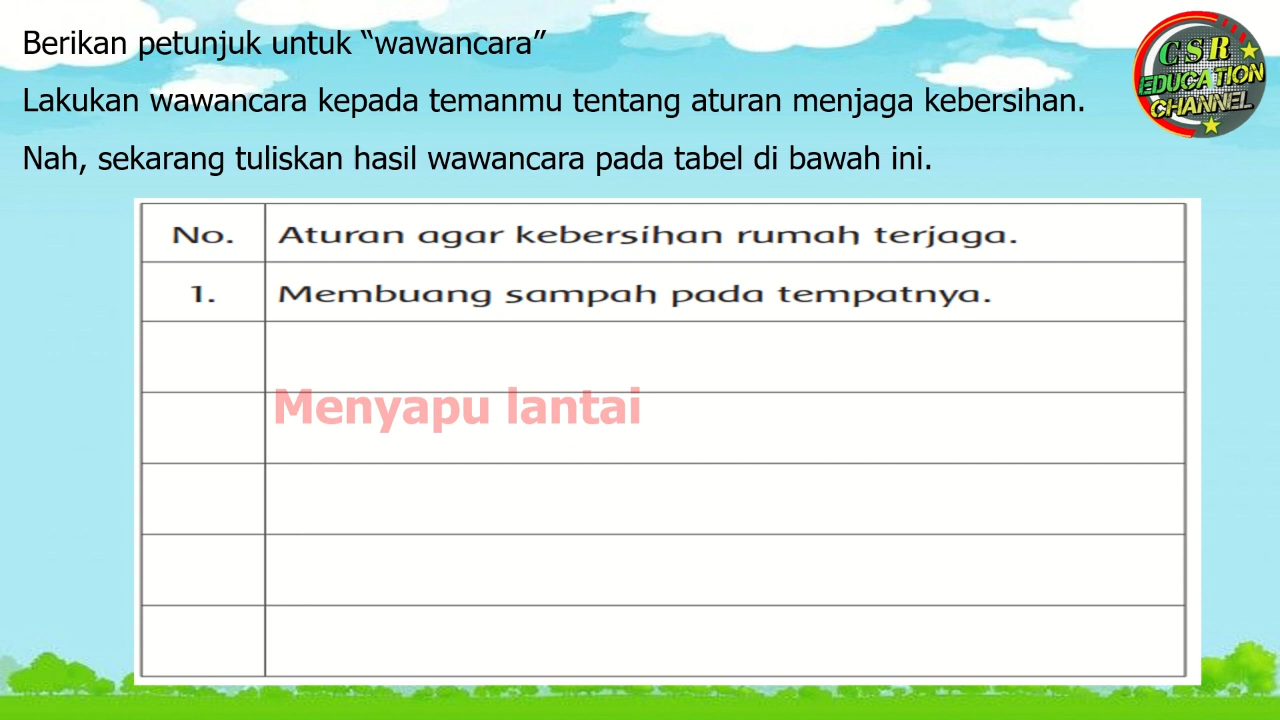 Berikan petunjuk untuk “wawancara”
Lakukan wawancara kepada temanmu tentang aturan menjaga kebersihan.
Nah, sekarang tuliskan hasil wawancara pada tabel di bawah ini.
CSR
EDUCATION
CHANNEL
No. Aturan agar kebersihan rumah terjaga.
1. Membuang sampah pada tempatnya.
Menyapu lantai